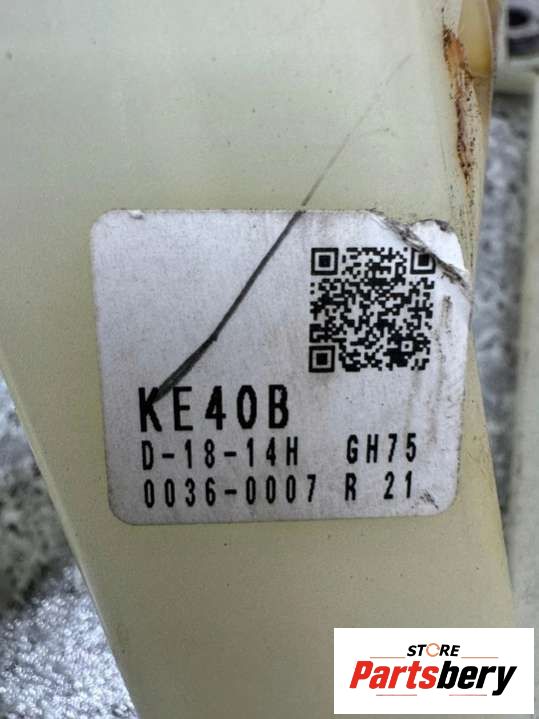 KE40B
D-18-14H GH75
0036-0007 R 21
STORE
Partsbery